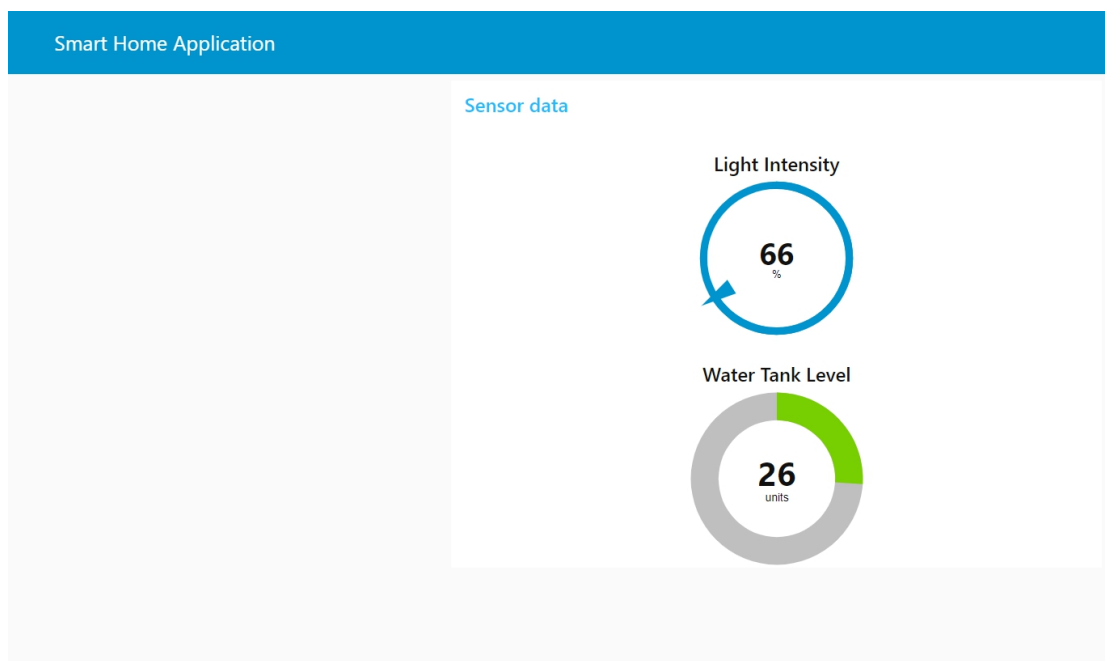 Smart Home Application
Sensor data
Light Intensity
66
%
Water Tank Level
26
units